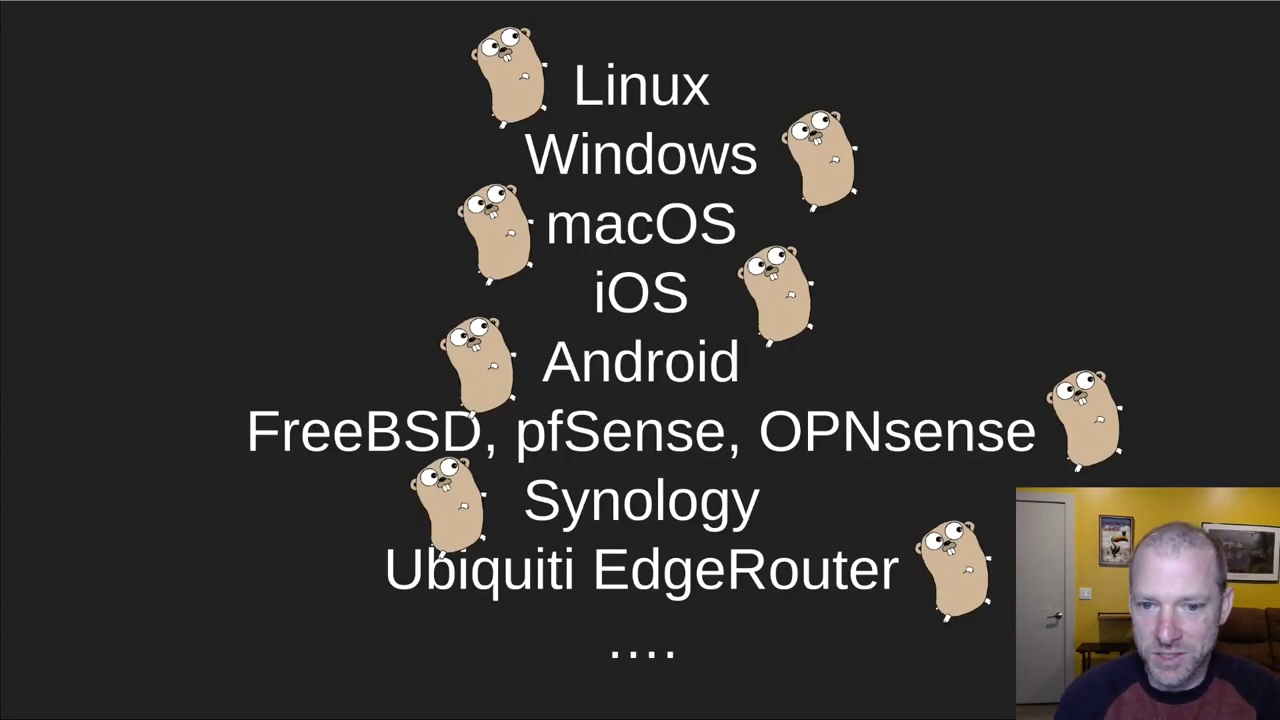 Linux
Windows
macOS
iOS
Android
FreeBSD, pfSense, OPNsense
Synology
Ubiquiti EdgeRouter
....